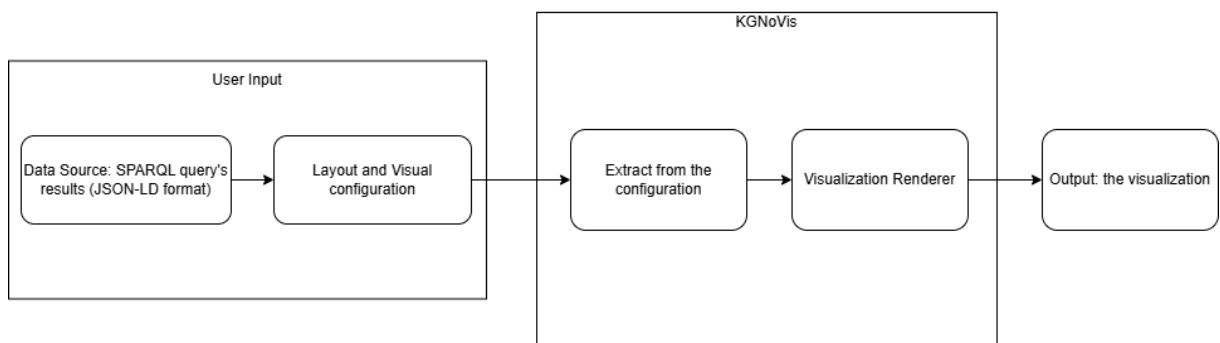 KGNoVis
User Input
Data Source: SPARQL query's
results (JSON-LD format)
Layout and Visual
configuration
Extract from the
configuration
Visualization Renderer
Output: the visualization